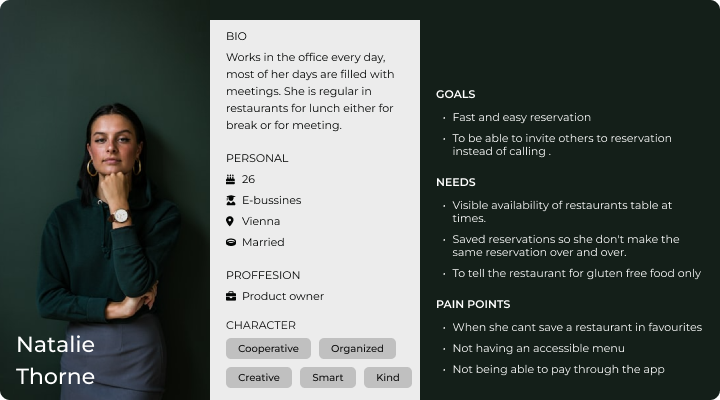 Natalie
Thorne
BIO
Works in the office every day,
most of her days are filled with
meetings. She is regular in
restaurants for lunch either for
break or for meeting.
PERSONAL
26
E-bussines
Vienna
Married
PROFFESION
Product owner
CHARACTER
Cooperative Organized
Creative Smart Kind
GOALS
• Fast and easy reservation
• To be able to invite others to reservation
instead of calling .
NEEDS
• Visible availability of restaurants table at
times.
• Saved reservations so she don't make the
same reservation over and over.
• To tell the restaurant for gluten free food only
PAIN POINTS
• When she cant save a restaurant in favourites
• Not having an accessible menu
• Not being able to pay through the app